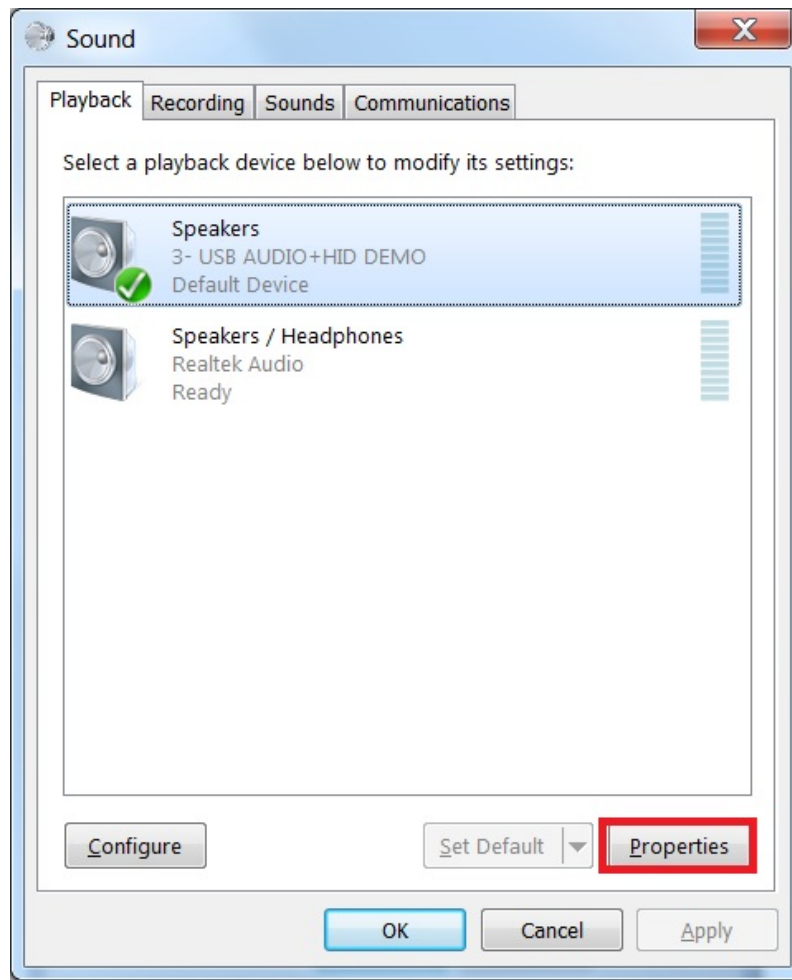 Sound
X
Playback Recording Sounds Communications
Select a playback device below to modify its settings:
Speakers
3- USB AUDIO+HID DEMO
Default Device
Speakers / Headphones
Realtek Audio
Ready
Configure Set Default Properties
OK Cancel Apply